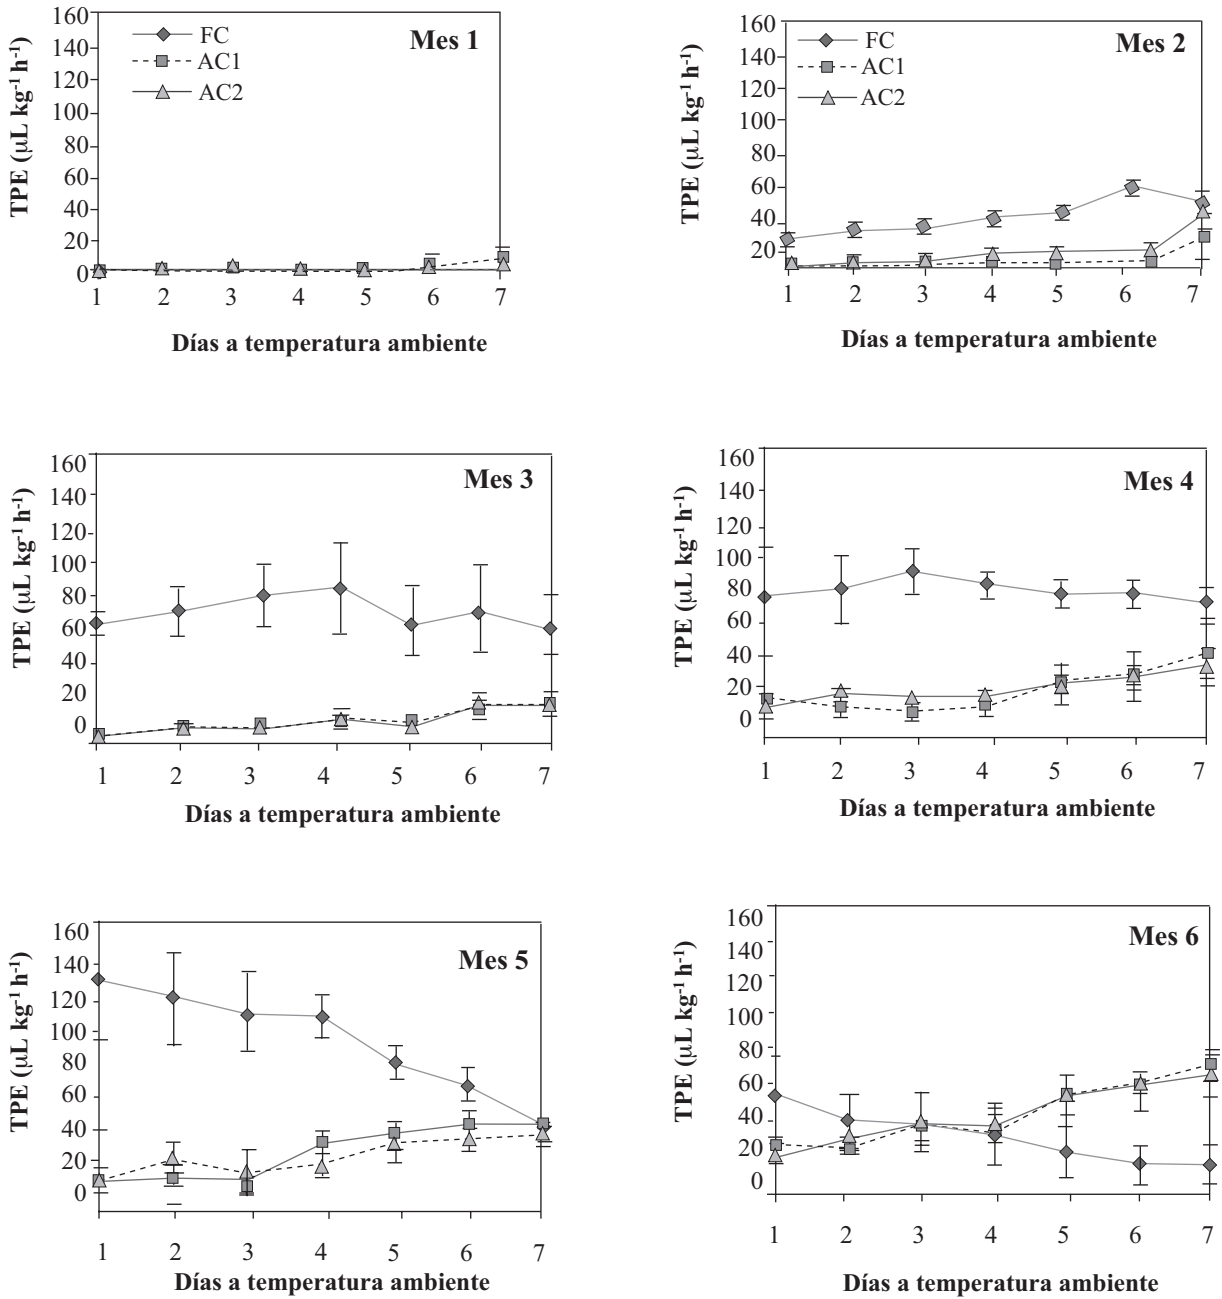 Mes 1
FC
AC1
AC2
TPE (µL kg⁻¹ h⁻¹)
160
140
120
100
80
60
40
20
0
1 2 3 4 5 6 7
Días a temperatura ambiente
Mes 2
FC
AC1
AC2
TPE (µL kg⁻¹ h⁻¹)
160
140
120
100
80
60
40
20
1 2 3 4 5 6 7
Días a temperatura ambiente
Mes 3
TPE (µL kg⁻¹ h⁻¹)
160
140
120
100
80
60
40
20
0
1 2 3 4 5 6 7
Días a temperatura ambiente
Mes 4
TPE (µL kg⁻¹ h⁻¹)
160
140
120
100
80
60
40
20
0
1 2 3 4 5 6 7
Días a temperatura ambiente
Mes 5
TPE (µL kg⁻¹ h⁻¹)
160
140
120
100
80
60
40
20
0
1 2 3 4 5 6 7
Días a temperatura ambiente
Mes 6
TPE (µL kg⁻¹ h⁻¹)
160
140
120
100
80
60
40
20
0
1 2 3 4 5 6 7
Días a temperatura ambiente